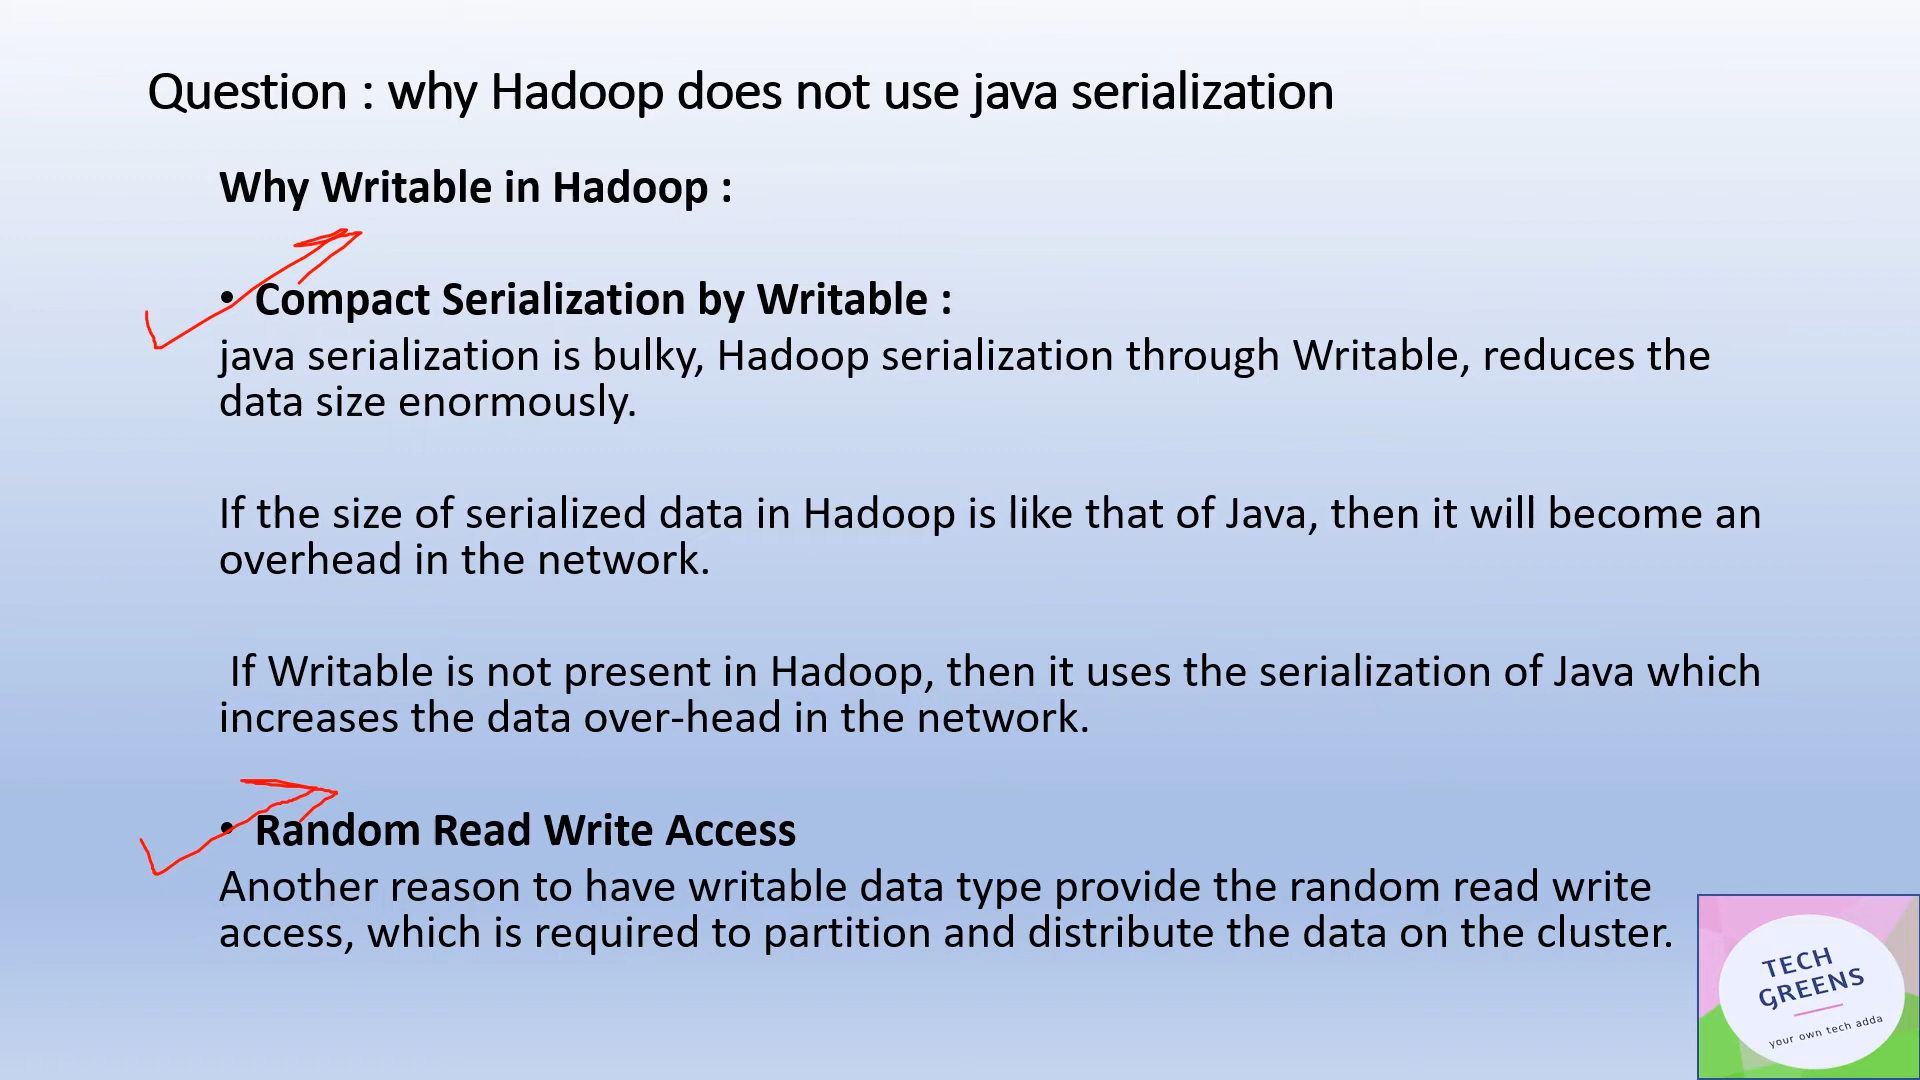 Question : why Hadoop does not use java serialization
Why Writable in Hadoop :
• Compact Serialization by Writable :
java serialization is bulky, Hadoop serialization through Writable, reduces the
data size enormously.
If the size of serialized data in Hadoop is like that of Java, then it will become an
overhead in the network.
If Writable is not present in Hadoop, then it uses the serialization of Java which
increases the data over-head in the network.
• Random Read Write Access
Another reason to have writable data type provide the random read write
access, which is required to partition and distribute the data on the cluster.
TECH
GREENS
your own tech adda